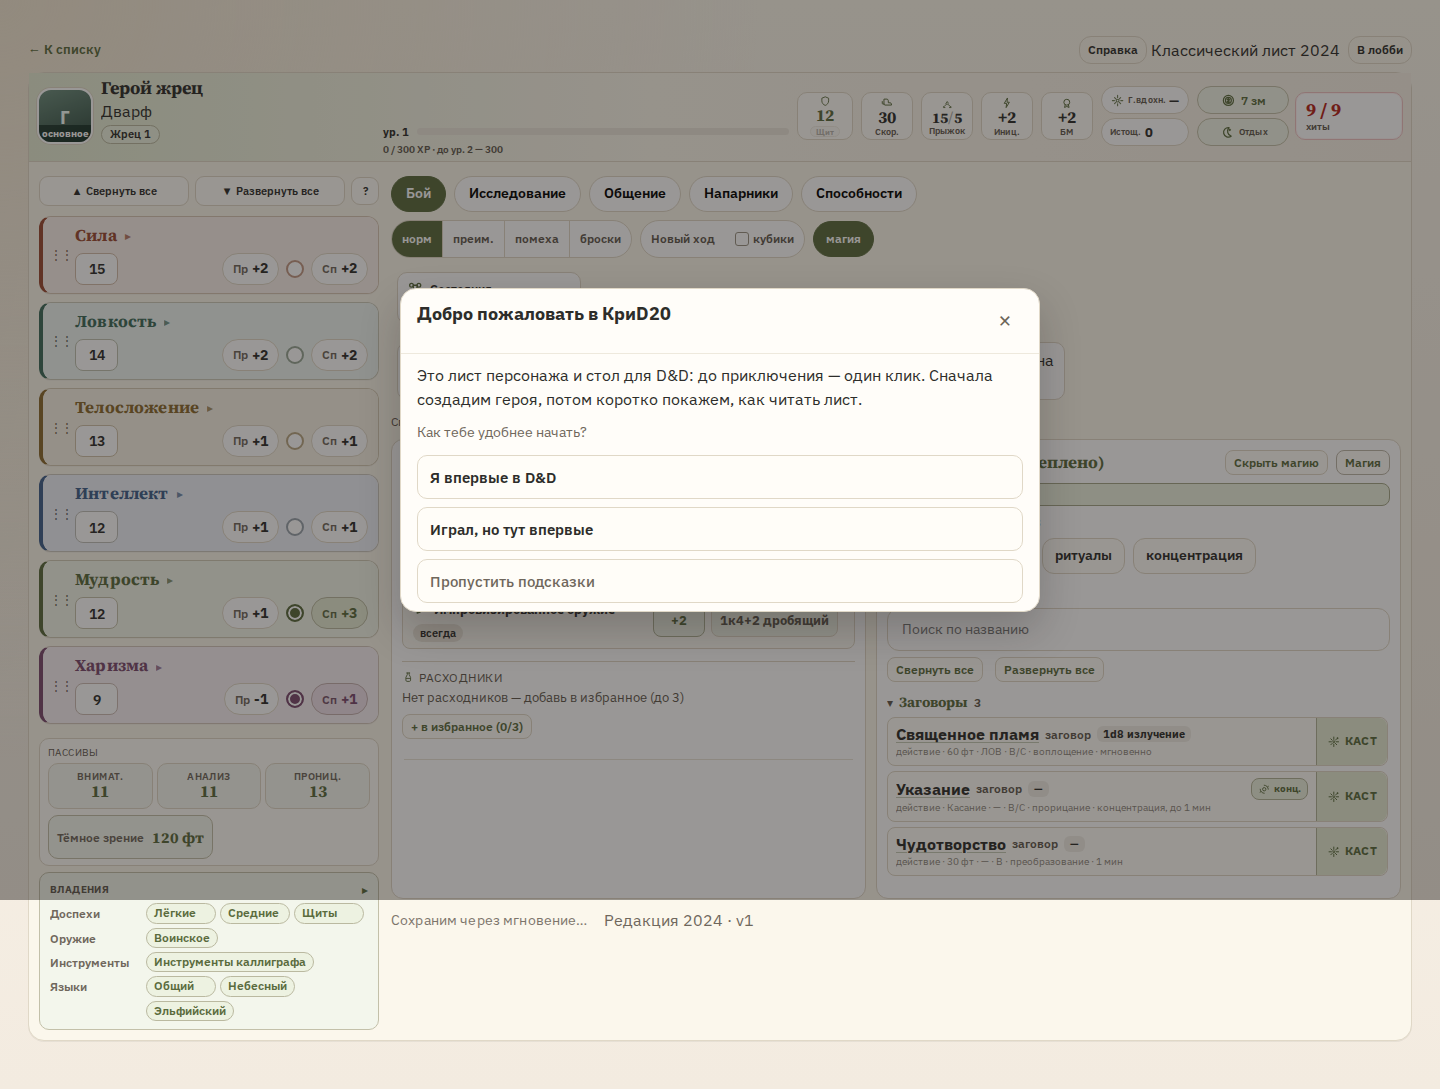 ← К списку
Справка Классический лист 2024 В лобби
Г
основное
Герой жрец
Дварф
Жрец 1
ур. 1
0 / 300 XP · до ур. 2 — 300
12
Щит
30
Скор.
15/5
Прыжок
+2
Иниц.
+2
БМ
Г.вдохн. —
Истощ. 0
7 зм
Отдых
9 / 9
хиты
▲ Свернуть все ▼ Развернуть все ?
Сила ▸
15 Пр +2 Сп +2
Ловкость ▸
14 Пр +2 Сп +2
Телосложение ▸
13 Пр +1 Сп +1
Интеллект ▸
12 Пр +1 Сп +1
Мудрость ▸
12 Пр +1 Сп +3
Харизма ▸
9 Пр -1 Сп +1
ПАССИВЫ
ВНИМАТ. АНАЛИЗ ПРОНИЦ.
11 11 13
Тёмное зрение 120 фт
ВЛАДЕНИЯ ▸
Доспехи Лёгкие Средние Щиты
Оружие Воинское
Инструменты Инструменты каллиграфа
Языки Общий Небесный
Эльфийский
Бой Исследование Общение Напарники Способности
норм преим. помеха броски Новый ход кубики магия
Добро пожаловать в КриD20 ✕
Это лист персонажа и стол для D&D: до приключения — один клик. Сначала
создадим героя, потом коротко покажем, как читать лист.
Как тебе удобнее начать?
Я впервые в D&D
Играл, но тут впервые
Пропустить подсказки
на
еплено) Скрыть магию Магия
ритуалы концентрация
+2 1к4+2 дробящий
всегда
РАСХОДНИКИ
Нет расходников — добавь в избранное (до 3)
+ в избранное (0/3)
Поиск по названию
Свернуть все Развернуть все
▾ Заговоры 3
Священное пламя заговор 1d8 излучение
действие · 60 фт · ЛОВ · В/С · воплощение · мгновенно
КАСТ
Указание заговор — конц.
действие · Касание · — · В/С · прорицание · концентрация, до 1 мин
КАСТ
Чудотворство заговор —
действие · 30 фт · — · В · преобразование · 1 мин
КАСТ
Сохраним через мгновение… Редакция 2024 · v1